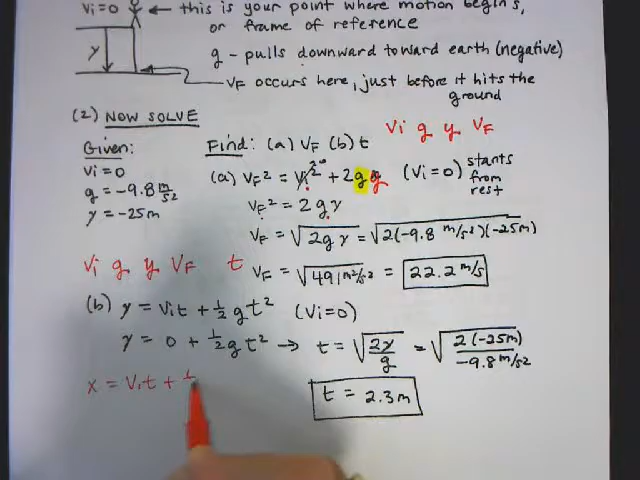 Vi=0 ← this is your point where motion begins,
or frame of reference
y
g - pulls downward toward earth (negative)
VF occurs here, just before it hits the
ground
(2) NOW SOLVE
Vi g y VF
Given: Find: (a) VF (b) t
Vi = 0
g = -9.8 m/s2
y = -25m
(a) VF² = Vi² + 2g y (Vi=0) starts
from
rest
VF² = 2gy
VF = √2gy = √2(-9.8 m/s²)(-25m)
Vi g y VF t
VF = √491 m²/s² = 22.2 m/s
(b) y = Vit + ½gt² (Vi=0)
y = 0 + ½gt² → t = √2y/g = √2(-25m)/-9.8 m/s2
x = Vit +
t = 2.3m